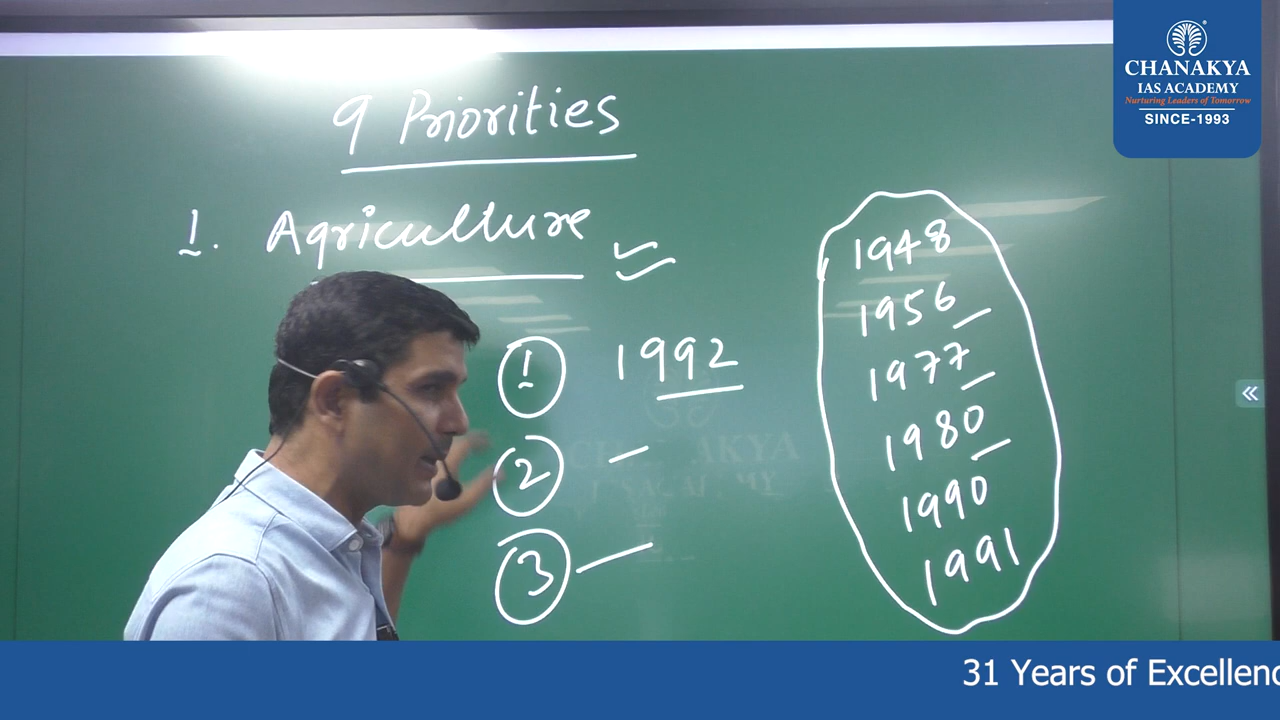 9 Priorities
1. Agriculture
1 1992
2 –
3 –
1948
1956
1977
1980
1990
1991
CHANAKYA
IAS ACADEMY
Nurturing Leaders of Tomorrow
SINCE-1993
31 Years of Excellenc